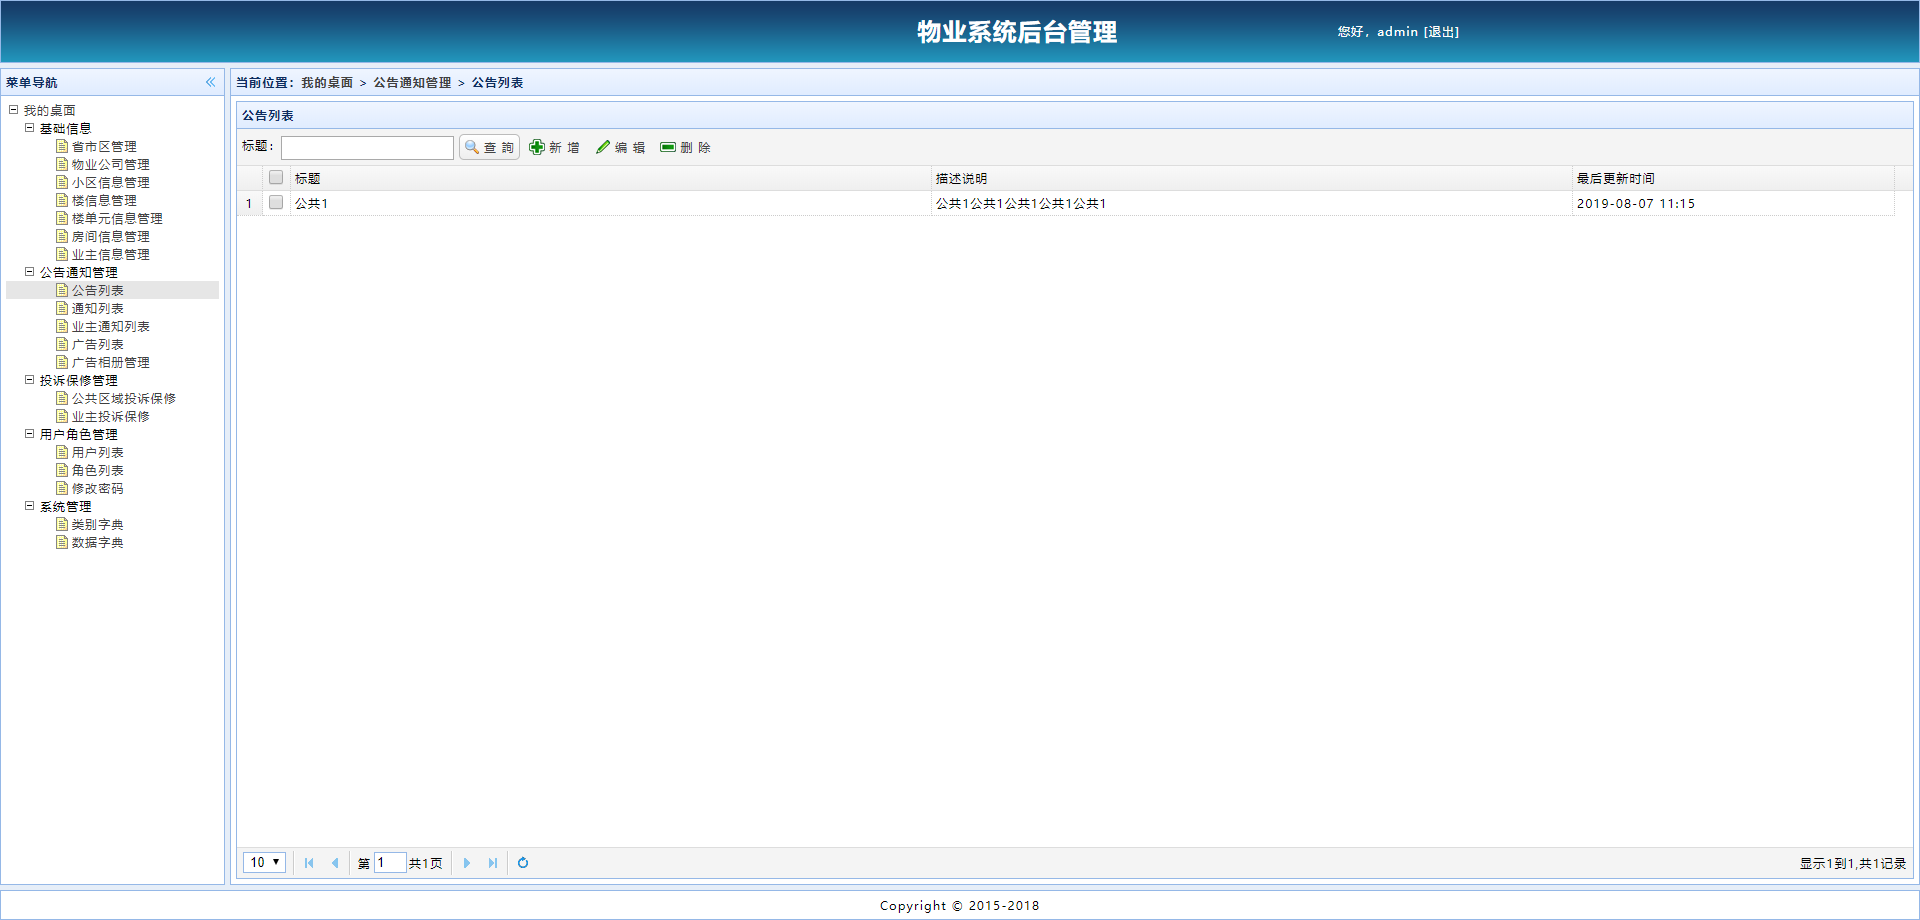 物业系统后台管理
您好，admin [退出]
菜单导航
我的桌面
基础信息
省市区管理
物业公司管理
小区信息管理
楼信息管理
楼单元信息管理
房间信息管理
业主信息管理
公告通知管理
公告列表
通知列表
业主通知列表
广告列表
广告相册管理
投诉保修管理
公共区域投诉保修
业主投诉保修
用户角色管理
用户列表
角色列表
修改密码
系统管理
类别字典
数据字典
当前位置：我的桌面 > 公告通知管理 > 公告列表
公告列表
标题： 查 詢 新 增 编 辑 删 除
标题 描述说明 最后更新时间
1 公共1 公共1公共1公共1公共1公共1 2019-08-07 11:15
10 第 1 共1页 显示1到1,共1记录
Copyright © 2015-2018